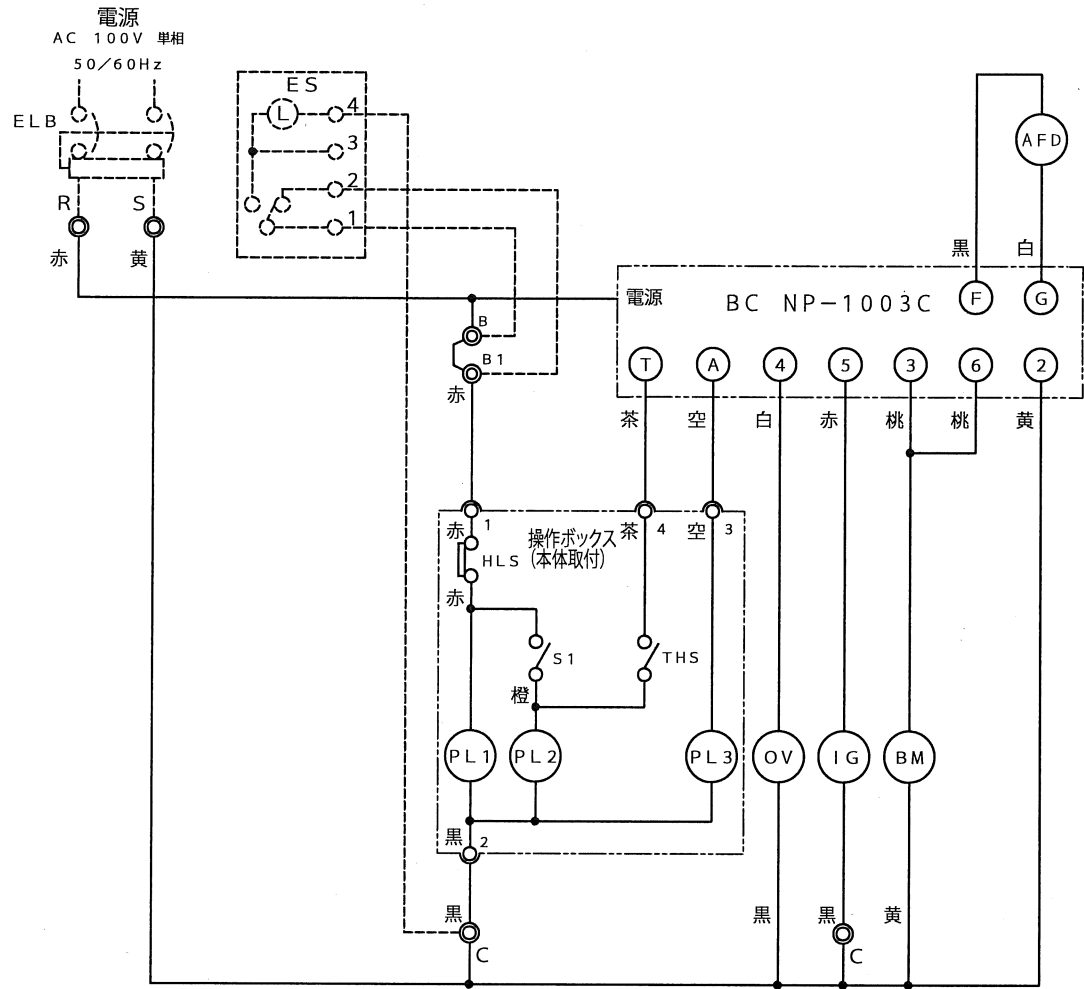 電源
AC 100V 単相
50/60Hz
ELB
R
S
赤
黄
ES
L
4
3
2
1
AFD
黒
白
電源
BC NP-1003C
F
G
T
A
4
5
3
6
2
茶
空
白
赤
桃
桃
黄
B
B1
赤
赤
1
操作ボックス
(本体取付)
茶
4
空
3
HLS
赤
S1
THS
橙
PL1
PL2
PL3
OV
IG
BM
黒
2
黒
C
黒
黒
C
黄